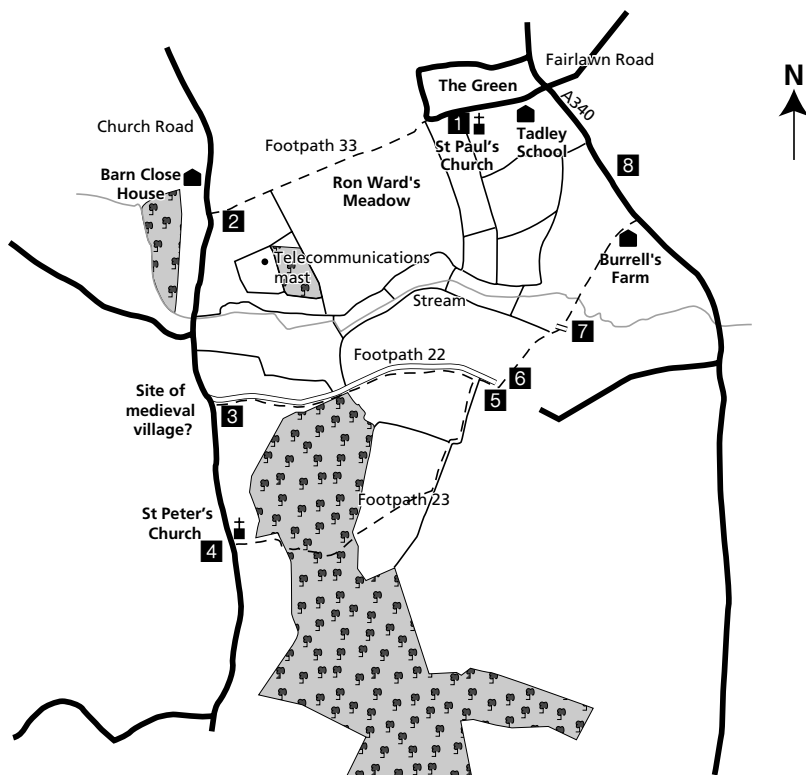 Fairlawn Road
N
The Green
A340
Church Road
1
Footpath 33
St Paul's
Church
Tadley
School
8
Barn Close
House
Ron Ward's
Meadow
2
Telecommunications
mast
Burrell's
Farm
Stream
7
Footpath 22
6
5
Site of
medieval
village?
3
Footpath 23
St Peter's
Church
4